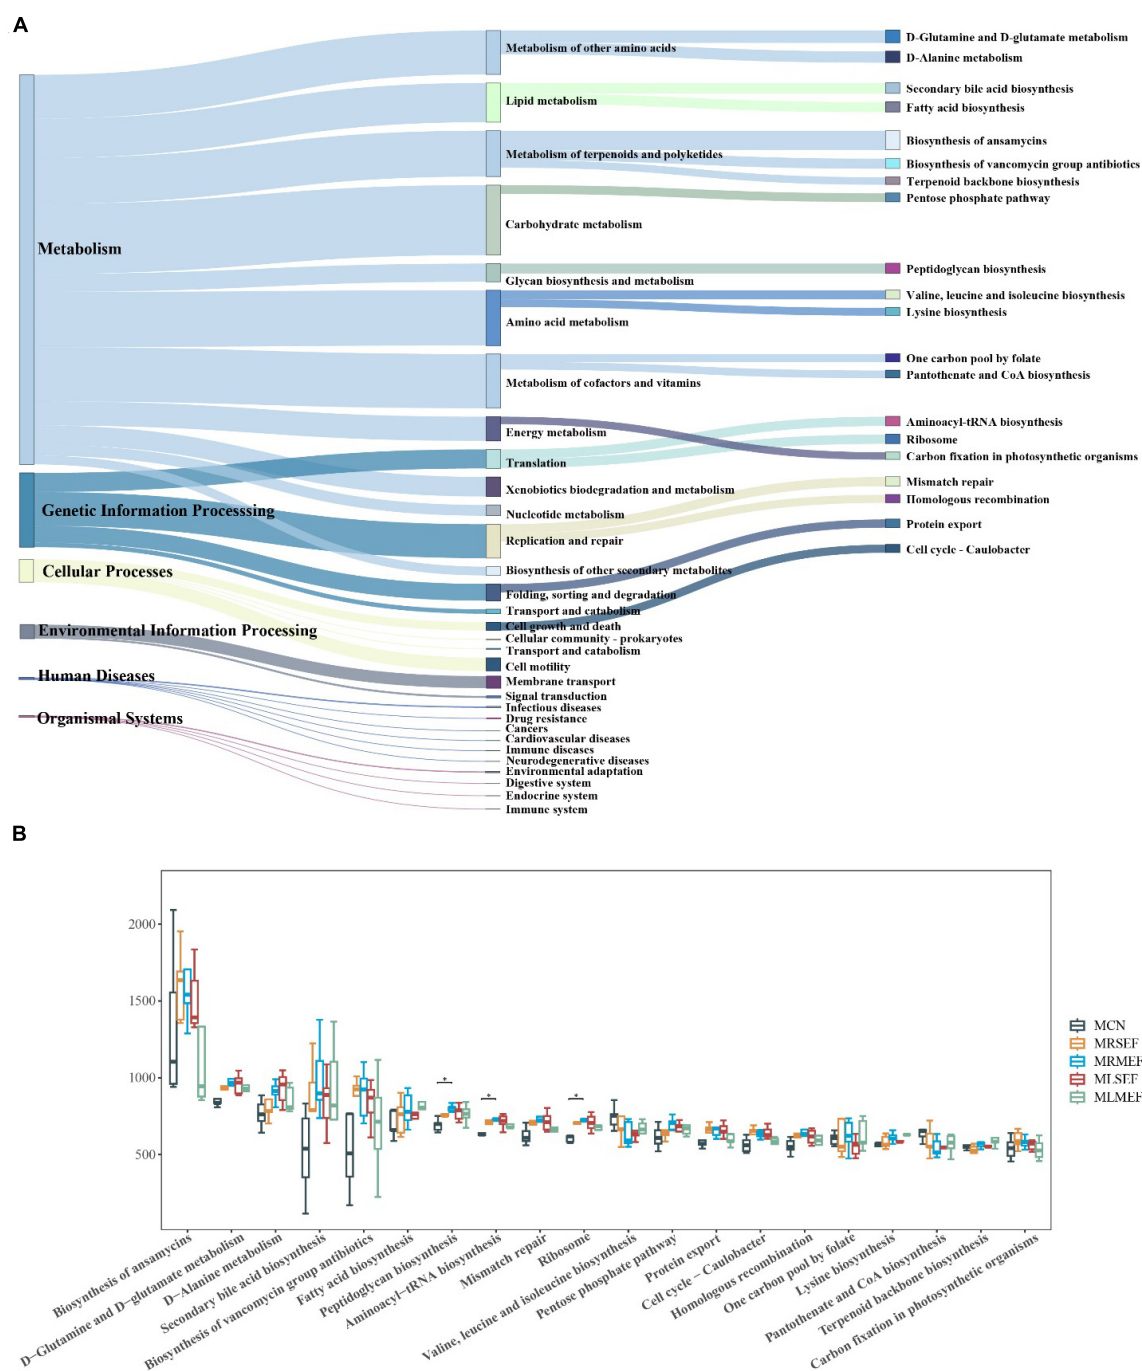 A
Metabolism
Genetic Information Processsing
Cellular Processes
Environmental Information Processing
Human Diseases
Organismal Systems
Metabolism of other amino acids
Lipid metabolism
Metabolism of terpenoids and polyketides
Carbohydrate metabolism
Glycan biosynthesis and metabolism
Amino acid metabolism
Metabolism of cofactors and vitamins
Energy metabolism
Translation
Xenobiotics biodegradation and metabolism
Nucleotide metabolism
Replication and repair
Biosynthesis of other secondary metabolites
Folding, sorting and degradation
Transport and catabolism
Cell growth and death
Cellular community - prokaryotes
Transport and catabolism
Cell motility
Membrane transport
Signal transduction
Infectious diseases
Drug resistance
Cancers
Cardiovascular diseases
Immune diseases
Neurodegenerative diseases
Environmental adaptation
Digestive system
Endocrine system
Immune system
D-Glutamine and D-glutamate metabolism
D-Alanine metabolism
Secondary bile acid biosynthesis
Fatty acid biosynthesis
Biosynthesis of ansamycins
Biosynthesis of vancomycin group antibiotics
Terpenoid backbone biosynthesis
Pentose phosphate pathway
Peptidoglycan biosynthesis
Valine, leucine and isoleucine biosynthesis
Lysine biosynthesis
One carbon pool by folate
Pantothenate and CoA biosynthesis
Aminoacyl-tRNA biosynthesis
Ribosome
Carbon fixation in photosynthetic organisms
Mismatch repair
Homologous recombination
Protein export
Cell cycle - Caulobacter
B
2000
1500
1000
500
*
*
*
MCN
MRSEF
MRMEF
MLSEF
MLMEF
Biosynthesis of ansamycins
D−Glutamine and D−glutamate metabolism
D−Alanine metabolism
Secondary bile acid biosynthesis
Biosynthesis of vancomycin group antibiotics
Fatty acid biosynthesis
Peptidoglycan biosynthesis
Aminoacyl−tRNA biosynthesis
Mismatch repair
Ribosome
Valine, leucine and isoleucine biosynthesis
Pentose phosphate pathway
Protein export
Cell cycle − Caulobacter
Homologous recombination
One carbon pool by folate
Lysine biosynthesis
Pantothenate and CoA biosynthesis
Terpenoid backbone biosynthesis
Carbon fixation in photosynthetic organisms